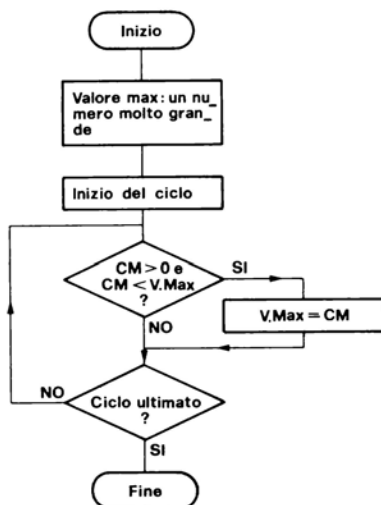 Inizio
Valore max: un nu_
mero molto gran_
de
Inizio del ciclo
CM > 0 e
CM < V.Max
?
SI
V.Max = CM
NO
NO
Ciclo ultimato
?
SI
Fine